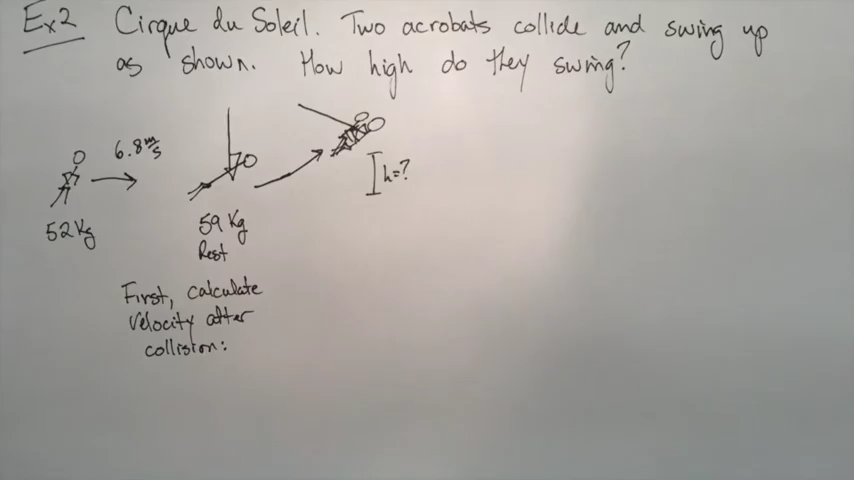 Ex2 Cirque du Soleil. Two acrobats collide and swing up
as shown. How high do they swing?
6.8 m/s
h=?
52 Kg
59 Kg
Rest
First, calculate
velocity after
collision: